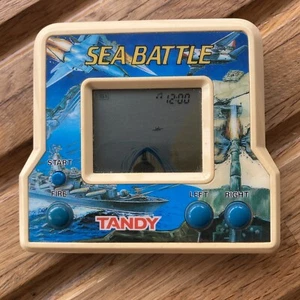 SEA BATTLE
12:00
START
FIRE
LEFT RIGHT
TANDY